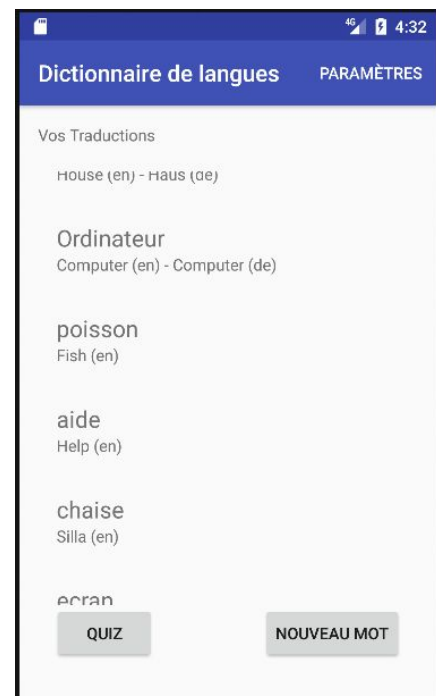 4G 4:32
Dictionnaire de langues PARAMÈTRES
Vos Traductions
House (en) - Haus (de)
Ordinateur
Computer (en) - Computer (de)
poisson
Fish (en)
aide
Help (en)
chaise
Silla (en)
ecran
QUIZ NOUVEAU MOT